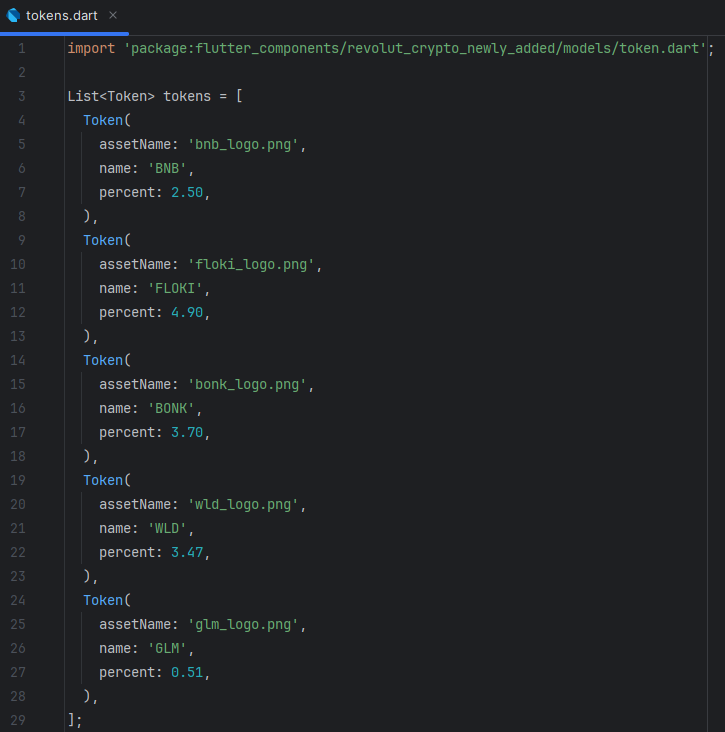 tokens.dart
1 import 'package:flutter_components/revolut_crypto_newly_added/models/token.dart';
2
3 List<Token> tokens = [
4   Token(
5     assetName: 'bnb_logo.png',
6     name: 'BNB',
7     percent: 2.50,
8   ),
9   Token(
10     assetName: 'floki_logo.png',
11     name: 'FLOKI',
12     percent: 4.90,
13   ),
14   Token(
15     assetName: 'bonk_logo.png',
16     name: 'BONK',
17     percent: 3.70,
18   ),
19   Token(
20     assetName: 'wld_logo.png',
21     name: 'WLD',
22     percent: 3.47,
23   ),
24   Token(
25     assetName: 'glm_logo.png',
26     name: 'GLM',
27     percent: 0.51,
28   ),
29 ];